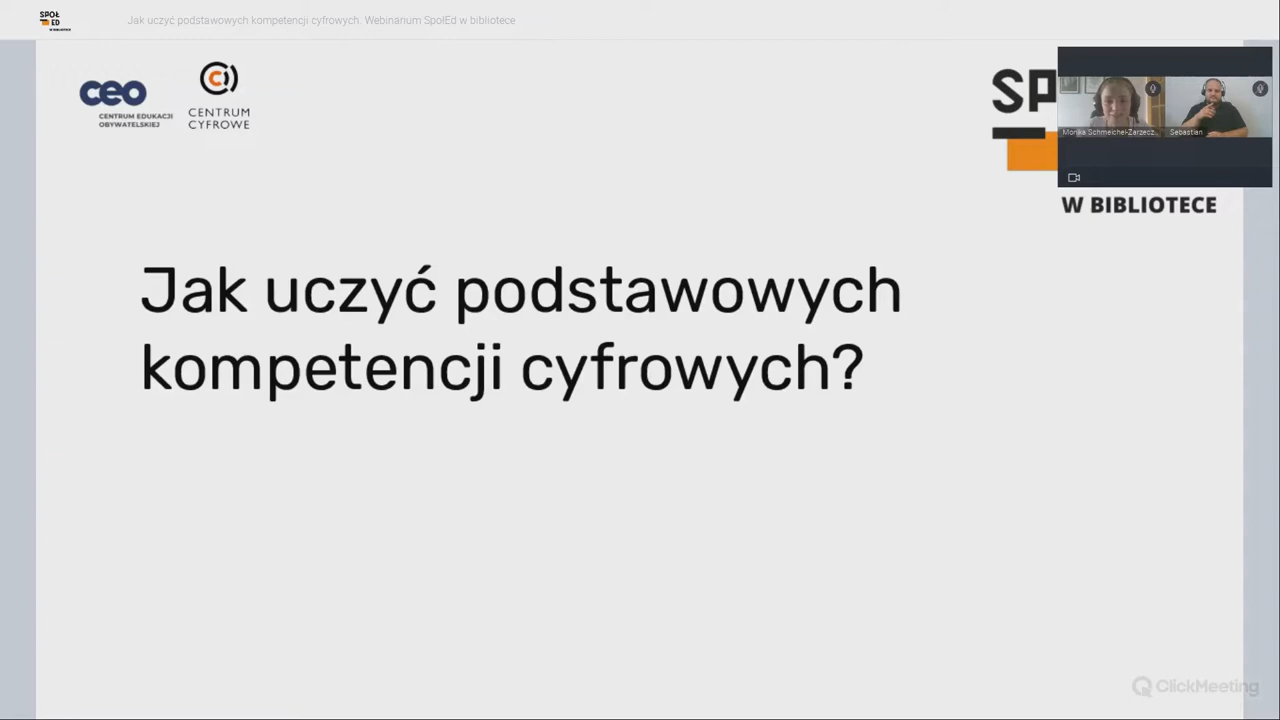 SPOŁ
ED
W BIBLIOTECE
Jak uczyć podstawowych kompetencji cyfrowych. Webinarium SpołEd w bibliotece
ceo
CENTRUM EDUKACJI
OBYWATELSKIEJ
CENTRUM
CYFROWE
SP
Monika Schmeichel-Zarzecz...
Sebastian
W BIBLIOTECE
Jak uczyć podstawowych
kompetencji cyfrowych?
ClickMeeting